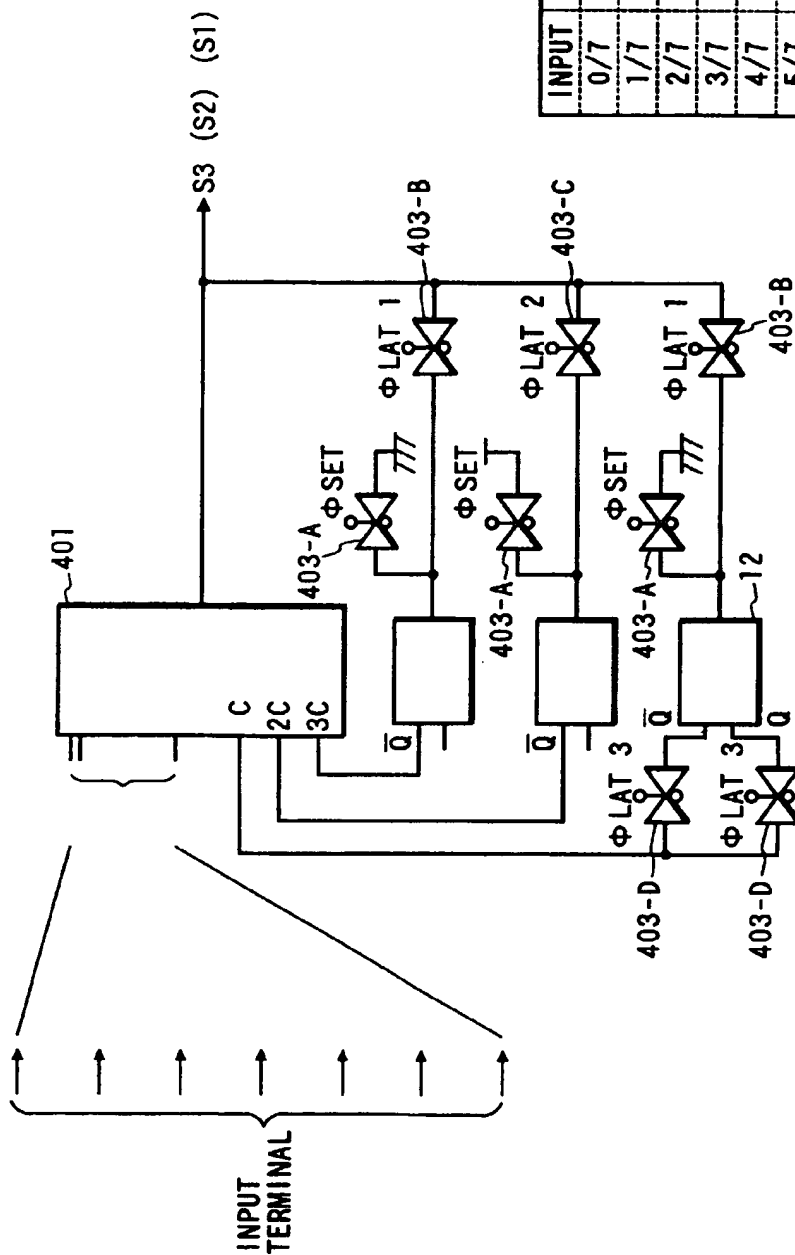 S3 (S2) (S1)
401
C
2C
3C
403-A
Φ SET
Φ LAT 1
403-B
Q̅
403-A
Φ SET
Φ LAT 2
403-C
Q̅
403-A
Φ SET
Φ LAT 1
403-B
12
Q̅
Q
Φ LAT 3
403-D
Φ LAT 3
403-D
INPUT
TERMINAL
INPUT
0/7
1/7
2/7
3/7
4/7
5/7